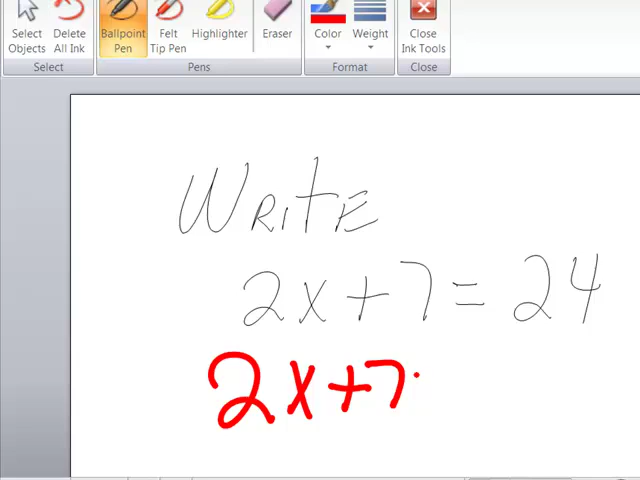 Select Objects
Delete All Ink
Ballpoint Pen
Felt Tip Pen
Highlighter
Eraser
Color
Weight
Close Ink Tools
Select
Pens
Format
Close
WRITE
2x+7=24
2x+7